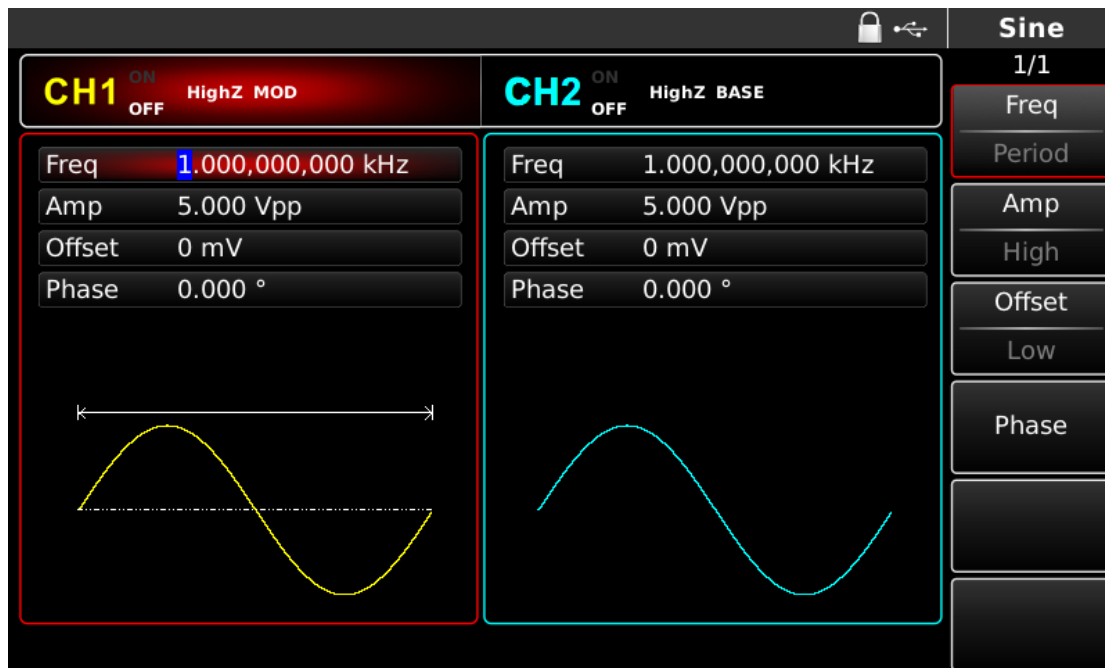 Sine
1/1
CH1 ON OFF HighZ MOD
CH2 ON OFF HighZ BASE
Freq 1.000,000,000 kHz
Amp 5.000 Vpp
Offset 0 mV
Phase 0.000 °
Freq 1.000,000,000 kHz
Amp 5.000 Vpp
Offset 0 mV
Phase 0.000 °
Freq
Period
Amp
High
Offset
Low
Phase